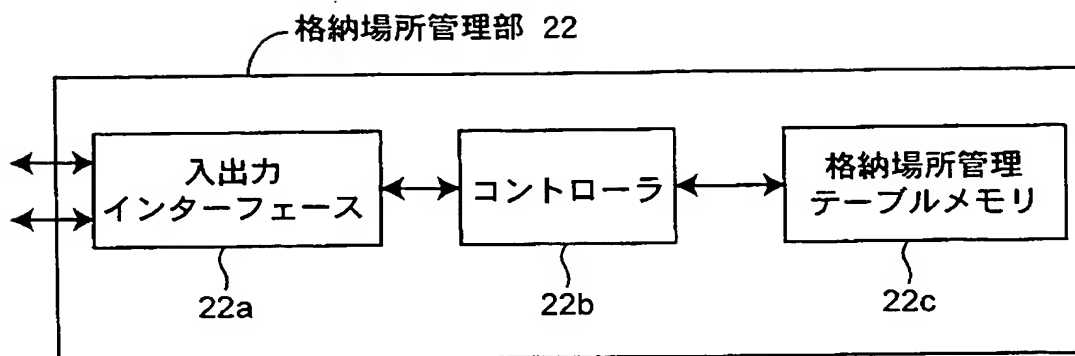 格納場所管理部 22
入出力
インターフェース
コントローラ
格納場所管理
テーブルメモリ
22a
22b
22c